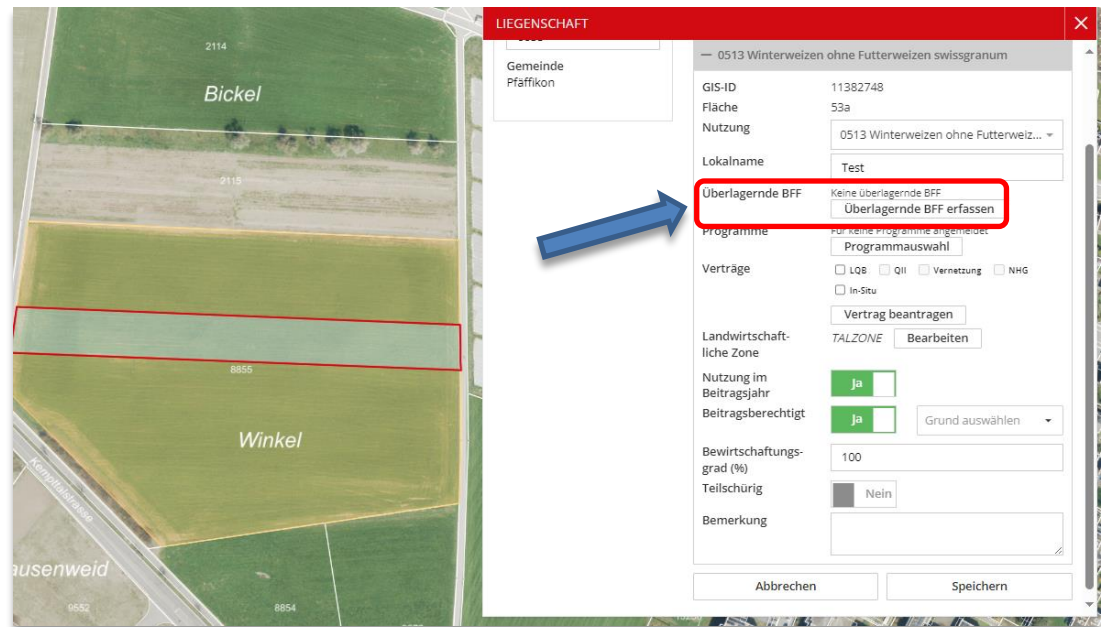 2114
Bickel
2115
8855
Winkel
Kempttalstrasse
ausenweid
9552
8854
LIEGENSCHAFT
Gemeinde
Pfäffikon
0513 Winterweizen ohne Futterweizen swissgranum
GIS-ID 11382748
Fläche 53a
Nutzung 0513 Winterweizen ohne Futterweiz...
Lokalname Test
Überlagernde BFF Keine überlagernde BFF
Überlagernde BFF erfassen
Programme Für keine Programme angemeldet
Programmauswahl
Verträge LQB QII Vernetzung NHG
In-Situ
Vertrag beantragen
Landwirtschaft-
liche Zone TALZONE Bearbeiten
Nutzung im
Beitragsjahr Ja
Beitragsberechtigt Ja Grund auswählen
Bewirtschaftungs-
grad (%) 100
Teilschürig Nein
Bemerkung
Abbrechen Speichern